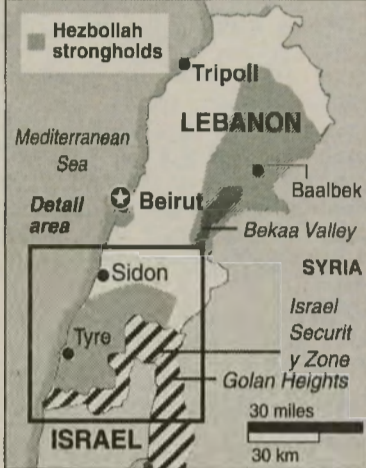 Hezbollah
strongholds
Tripoli
LEBANON
Mediterranean
Sea
Baalbek
Detail
area
Beirut
Bekaa Valley
SYRIA
Sidon
Israel
Securit
y Zone
Tyre
Golan Heights
30 miles
ISRAEL
30 km